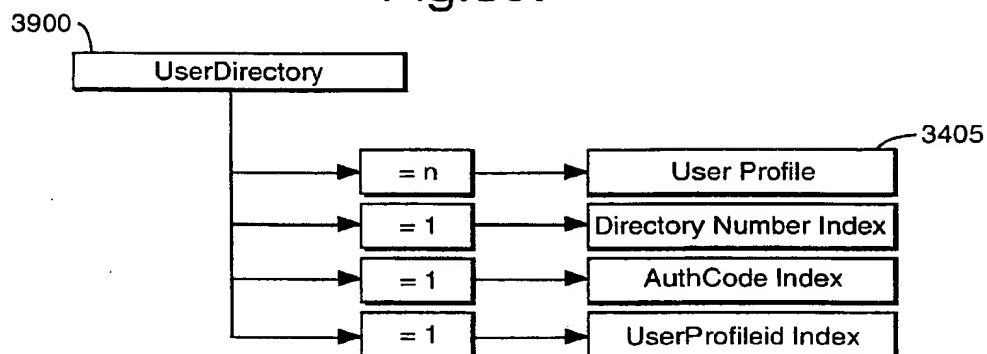 3900
UserDirectory
3405
= n
User Profile
= 1
Directory Number Index
= 1
AuthCode Index
= 1
UserProfileid Index